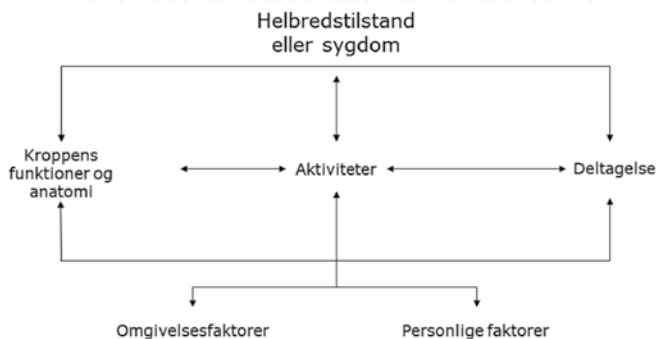 Helbredstilstand
eller sygdom
Kroppens
funktioner og
anatomi
Aktiviteter
Deltagelse
Omgivelsesfaktorer
Personlige faktorer